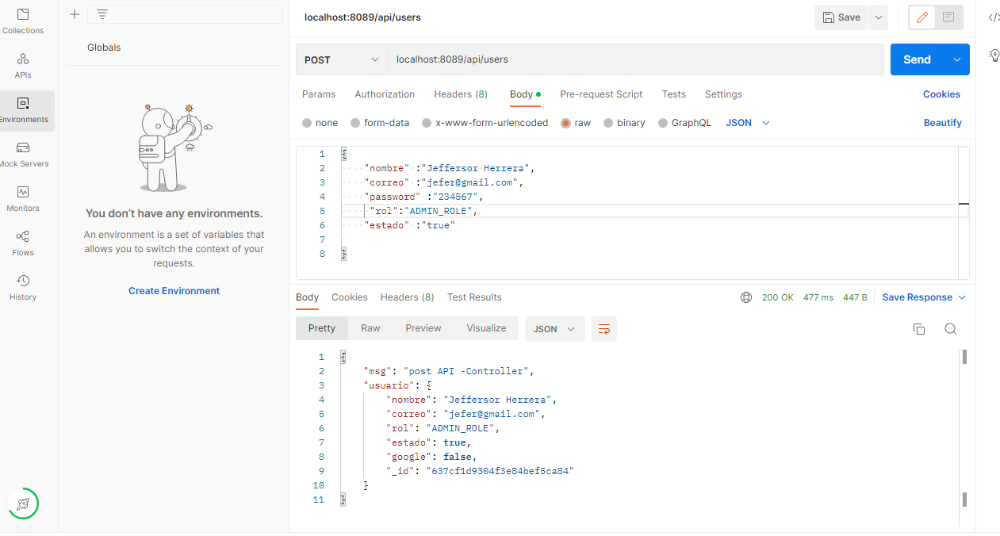 Collections
APIs
Environments
Mock Servers
Monitors
Flows
History
Globals
You don't have any environments.
An environment is a set of variables that
allows you to switch the context of your
requests.
Create Environment
localhost:8089/api/users
Save
POST
localhost:8089/api/users
Send
Params Authorization Headers (8) Body Pre-request Script Tests Settings Cookies
none form-data x-www-form-urlencoded raw binary GraphQL JSON Beautify
1 {
2 "nombre" :"Jeffersor Herrera",
3 "correo" :"jefer@gmail.com",
4 "password" :"234567",
5 "rol":"ADMIN_ROLE",
6 "estado" :"true"
7
8 }
Body Cookies Headers (8) Test Results 200 OK 477 ms 447 B Save Response
Pretty Raw Preview Visualize JSON
1 {
2 "msg": "post API -Controller",
3 "usuario": {
4 "nombre": "Jeffersor Herrera",
5 "correo": "jefer@gmail.com",
6 "rol": "ADMIN_ROLE",
7 "estado": true,
8 "google": false,
9 "_id": "637cf1d9304f3e84bef5ca84"
10 }
11 }